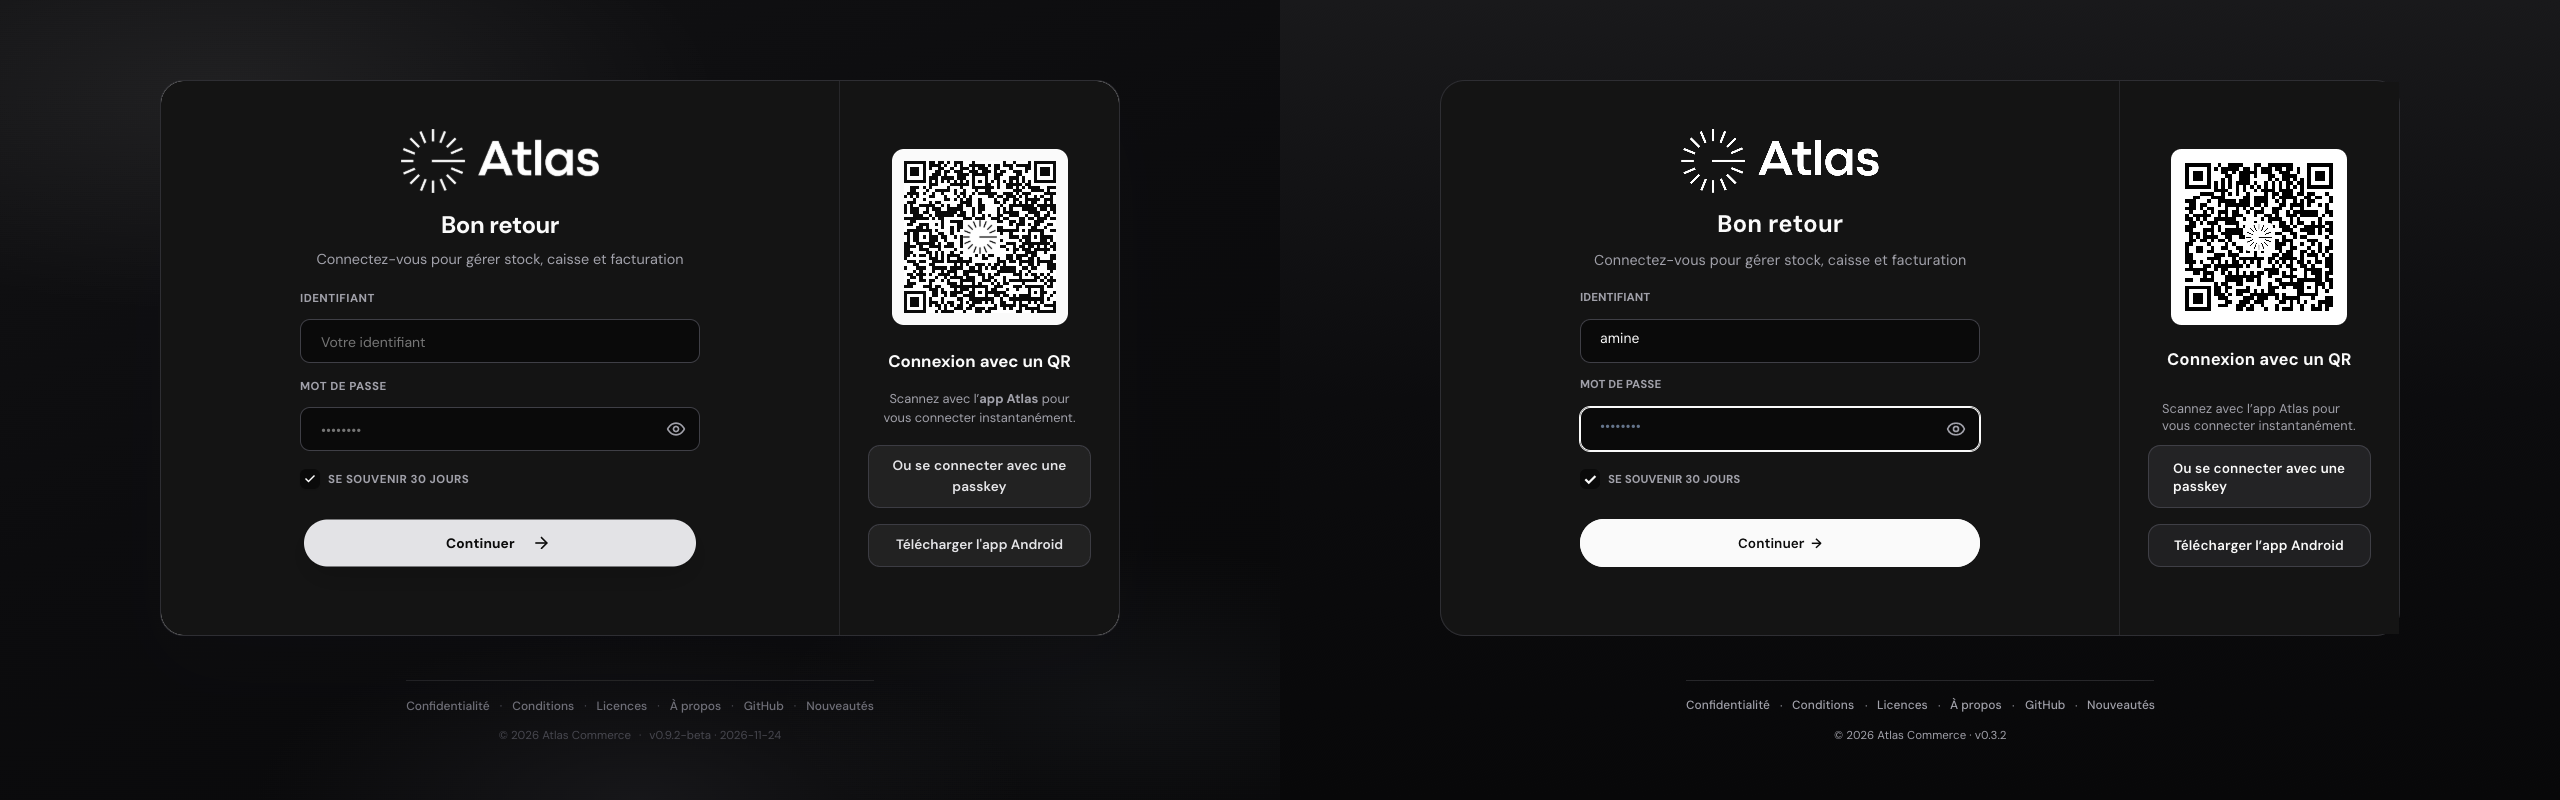 Atlas
Bon retour
Connectez-vous pour gérer stock, caisse et facturation
IDENTIFIANT
Votre identifiant
MOT DE PASSE
••••••••
SE SOUVENIR 30 JOURS
Continuer →
Connexion avec un QR
Scannez avec l’app Atlas pour
vous connecter instantanément.
Ou se connecter avec une
passkey
Télécharger l'app Android
Confidentialité · Conditions · Licences · À propos · GitHub · Nouveautés
© 2026 Atlas Commerce · v0.9.2-beta · 2026-11-24
Atlas
Bon retour
Connectez-vous pour gérer stock, caisse et facturation
IDENTIFIANT
amine
MOT DE PASSE
••••••••
SE SOUVENIR 30 JOURS
Continuer →
Connexion avec un QR
Scannez avec l’app Atlas pour
vous connecter instantanément.
Ou se connecter avec une
passkey
Télécharger l’app Android
Confidentialité · Conditions · Licences · À propos · GitHub · Nouveautés
© 2026 Atlas Commerce · v0.3.2